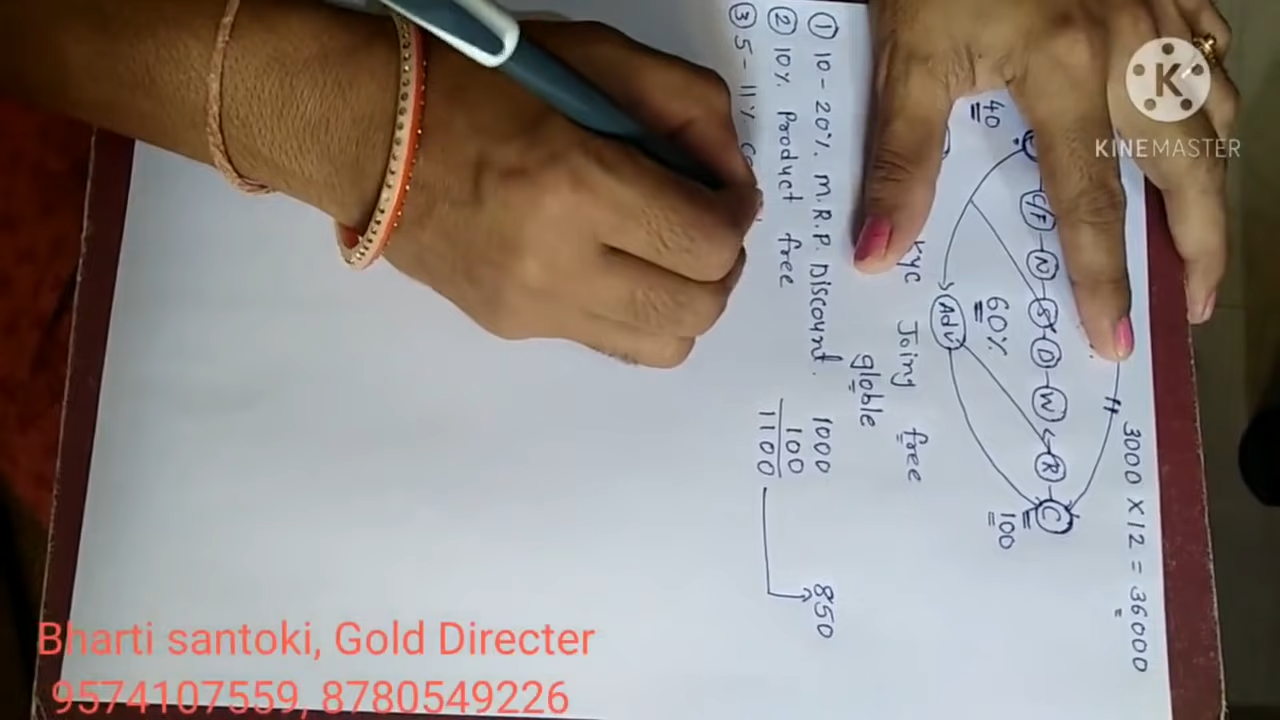 3000 X 12 = 36000
C/F N S D W R C
40
100
60%
Adv
kyc Joing free
globle
① 10 - 20%. M.R.P. Discount.
② 10%. Product free
③ 5 - 11%.
1000
100
1100
850
KINEMASTER
Bharti santoki, Gold Directer
9574107559, 8780549226